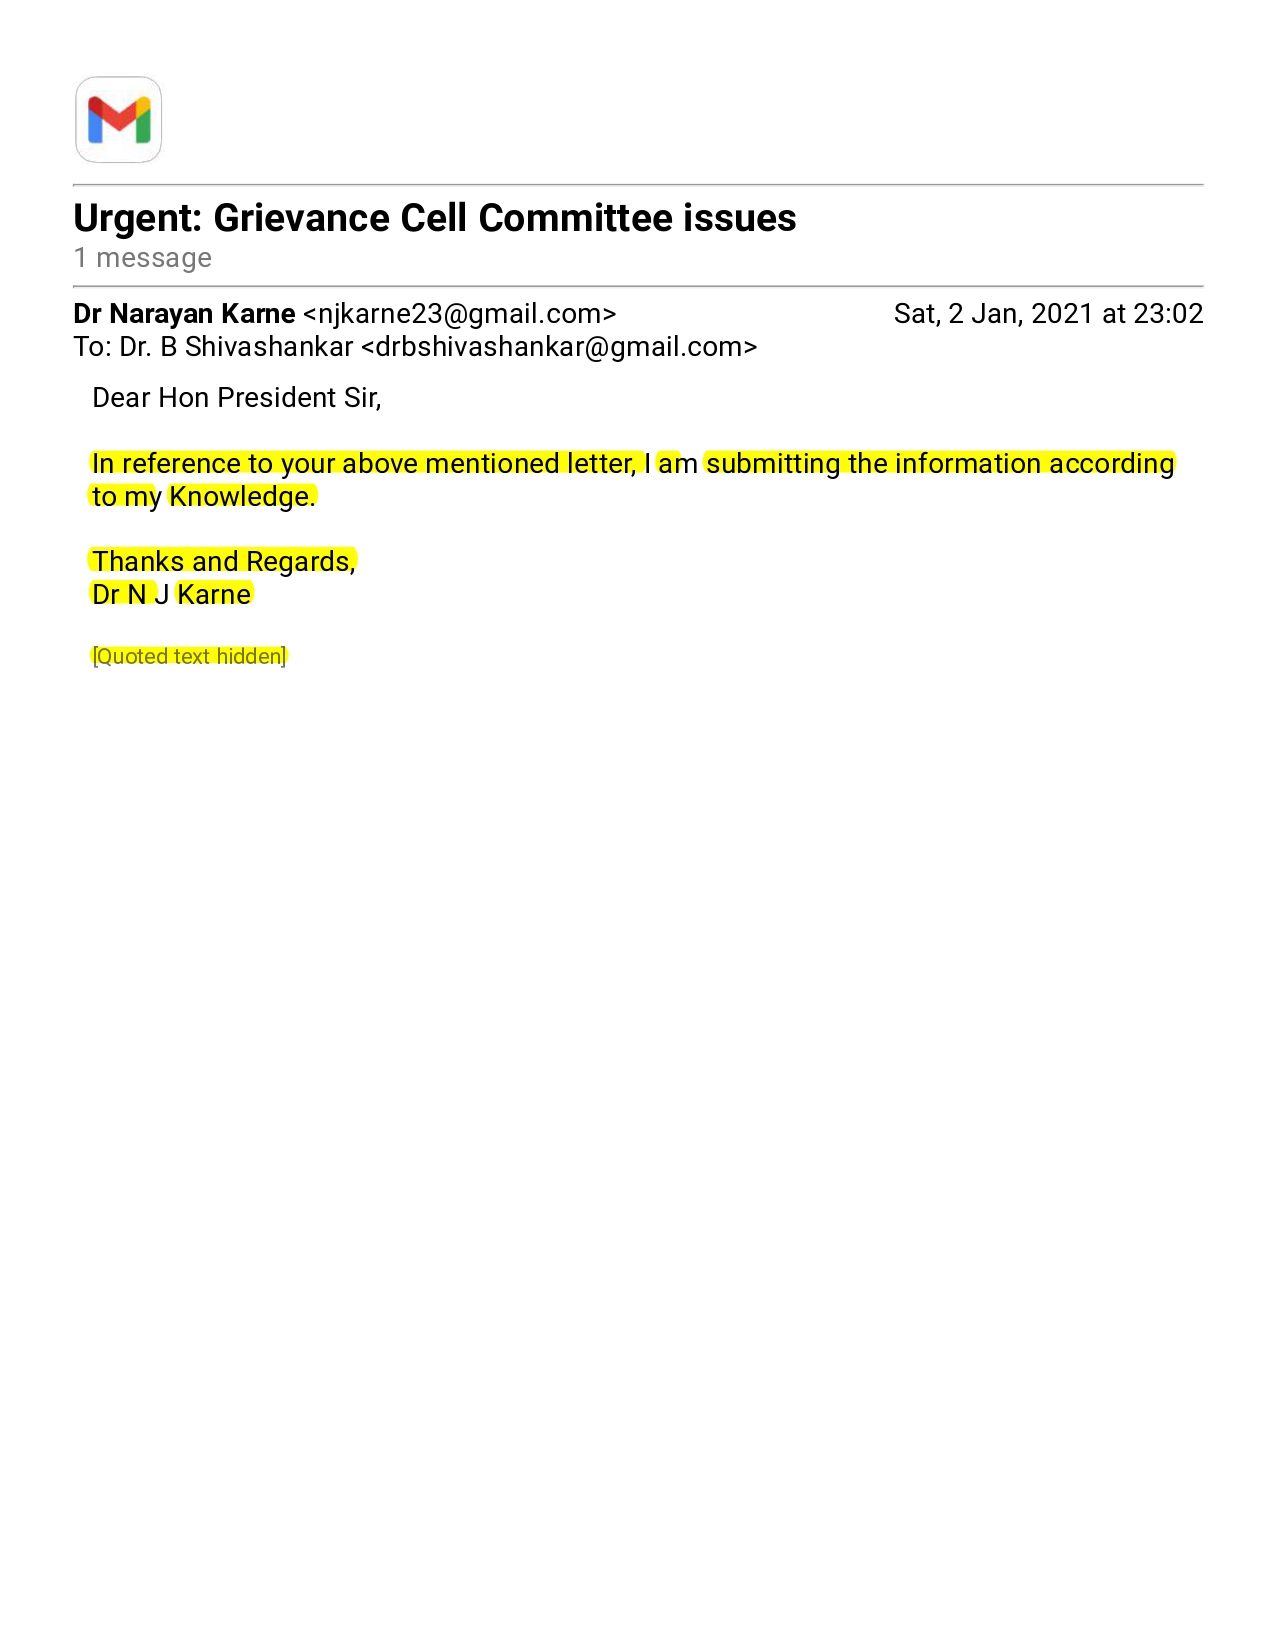 Urgent: Grievance Cell Committee issues
1 message
Dr Narayan Karne <njkarne23@gmail.com> Sat, 2 Jan, 2021 at 23:02
To: Dr. B Shivashankar <drbshivashankar@gmail.com>
Dear Hon President Sir,
In reference to your above mentioned letter, I am submitting the information according
to my Knowledge.
Thanks and Regards,
Dr N J Karne
[Quoted text hidden]